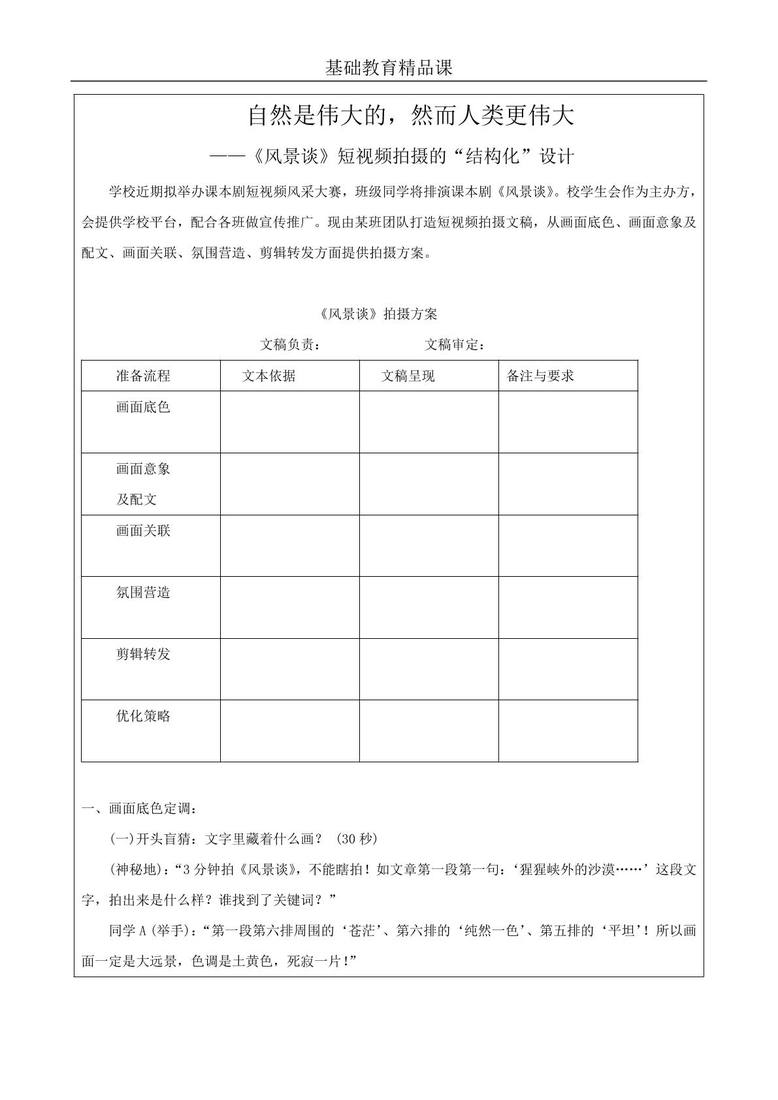 基础教育精品课
自然是伟大的，然而人类更伟大
——《风景谈》短视频拍摄的“结构化”设计
学校近期拟举办课本剧短视频风采大赛，班级同学将排演课本剧《风景谈》。校学生会作为主办方，
会提供学校平台，配合各班做宣传推广。现由某班团队打造短视频拍摄文稿，从画面底色、画面意象及
配文、画面关联、氛围营造、剪辑转发方面提供拍摄方案。
《风景谈》拍摄方案
文稿负责： 文稿审定：
准备流程 文本依据 文稿呈现 备注与要求
画面底色
画面意象
及配文
画面关联
氛围营造
剪辑转发
优化策略
一、画面底色定调：
(一)开头盲猜：文字里藏着什么画？ (30 秒)
(神秘地)：“3 分钟拍《风景谈》，不能瞎拍！如文章第一段第一句：‘猩猩峡外的沙漠……’这段文
字，拍出来是什么样？谁找到了关键词？”
同学 A (举手)：“第一段第六排周围的‘苍茫’、第六排的‘纯然一色’、第五排的‘平坦’！所以画
面一定是大远景，色调是土黄色，死寂一片！”